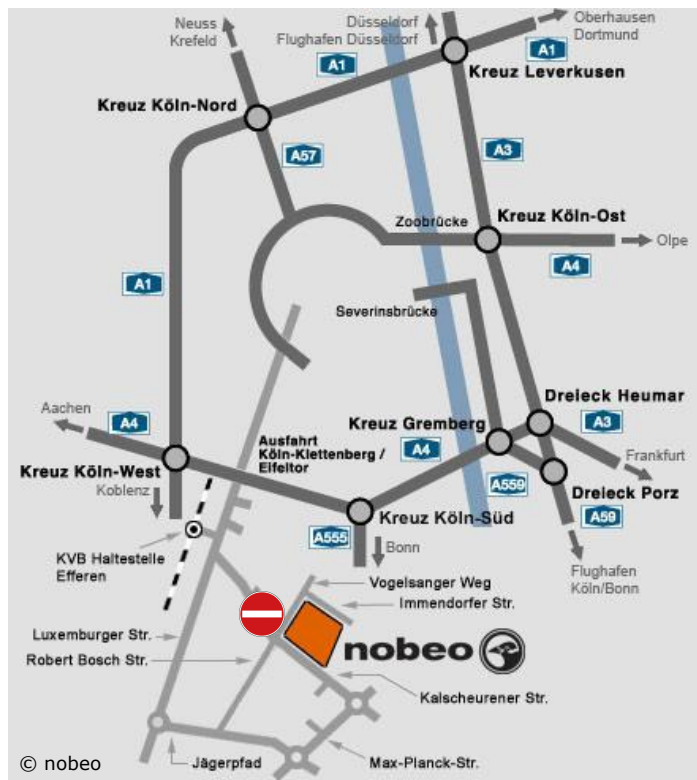 Neuss
Krefeld
Düsseldorf
Flughafen Düsseldorf
Oberhausen
Dortmund
A1
A1
Kreuz Leverkusen
Kreuz Köln-Nord
A57
A3
Zoobrücke
Kreuz Köln-Ost
Olpe
A4
A1
Severinsbrücke
Aachen
A4
Dreieck Heumar
A3
Kreuz Gremberg
A4
Ausfahrt
Köln-Klettenberg /
Eifeltor
Frankfurt
Kreuz Köln-West
Koblenz
A559
Dreieck Porz
A59
Kreuz Köln-Süd
A555
Bonn
KVB Haltestelle
Efferen
Flughafen
Köln/Bonn
Vogelsanger Weg
Immendorfer Str.
Luxemburger Str.
Robert Bosch Str.
nobeo
Kalscheurener Str.
Jägerpfad
Max-Planck-Str.
© nobeo